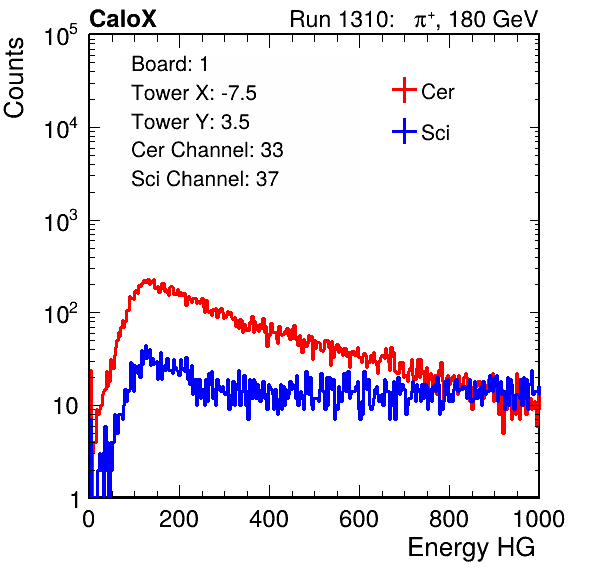 CaloX Run 1310: π⁺, 180 GeV
Counts
Board: 1
Tower X: -7.5
Tower Y: 3.5
Cer Channel: 33
Sci Channel: 37
Cer
Sci
10⁵
10⁴
10³
10²
10
1
0 200 400 600 800 1000
Energy HG